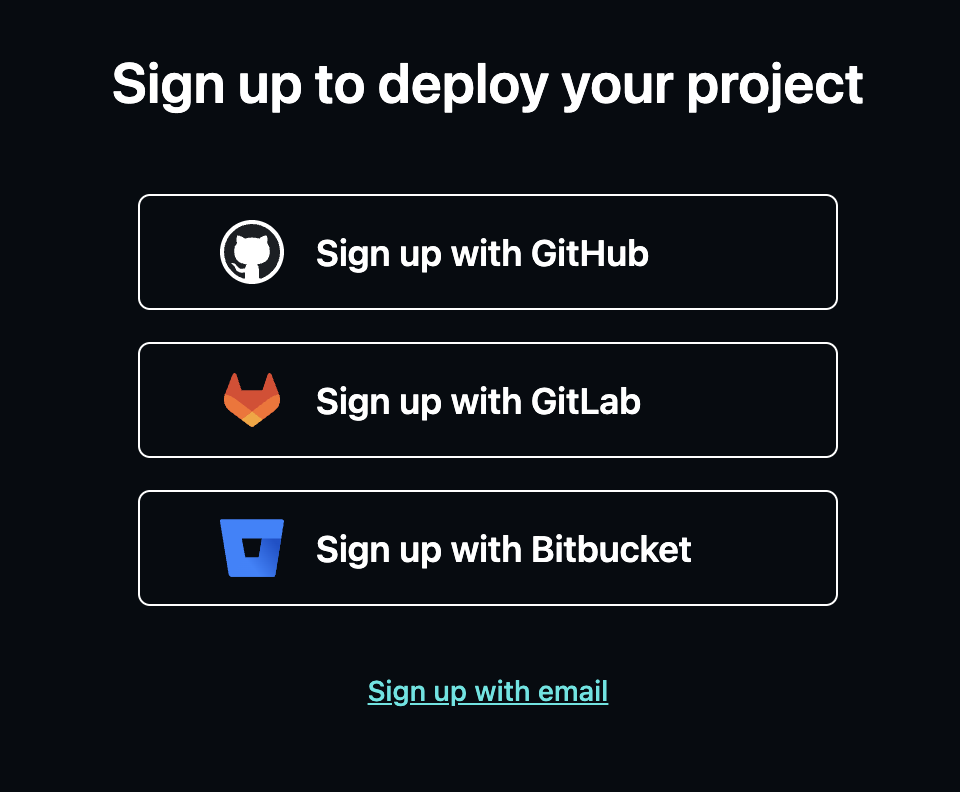 Sign up to deploy your project
Sign up with GitHub
Sign up with GitLab
Sign up with Bitbucket
Sign up with email